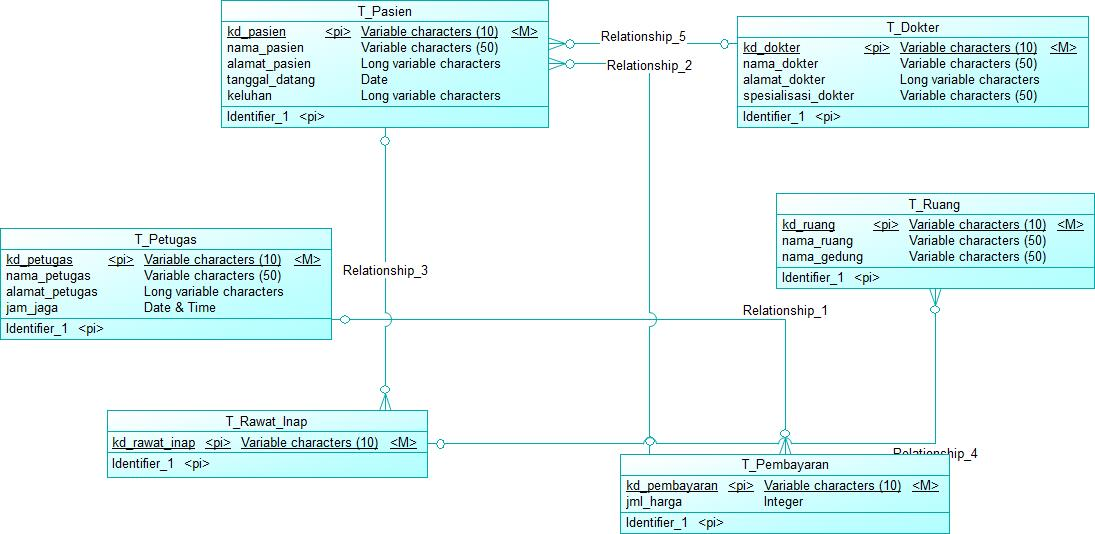 T_Pasien
kd_pasien <pi> Variable characters (10) <M>
nama_pasien Variable characters (50)
alamat_pasien Long variable characters
tanggal_datang Date
keluhan Long variable characters
Identifier_1 <pi>
Relationship_5
Relationship_2
T_Dokter
kd_dokter <pi> Variable characters (10) <M>
nama_dokter Variable characters (50)
alamat_dokter Long variable characters
spesialisasi_dokter Variable characters (50)
Identifier_1 <pi>
T_Ruang
kd_ruang <pi> Variable characters (10) <M>
nama_ruang Variable characters (50)
nama_gedung Variable characters (50)
Identifier_1 <pi>
T_Petugas
kd_petugas <pi> Variable characters (10) <M>
nama_petugas Variable characters (50)
alamat_petugas Long variable characters
jam_jaga Date & Time
Identifier_1 <pi>
Relationship_3
Relationship_1
T_Rawat_Inap
kd_rawat_inap <pi> Variable characters (10) <M>
Identifier_1 <pi>
Relationship_4
T_Pembayaran
kd_pembayaran <pi> Variable characters (10) <M>
jml_harga Integer
Identifier_1 <pi>